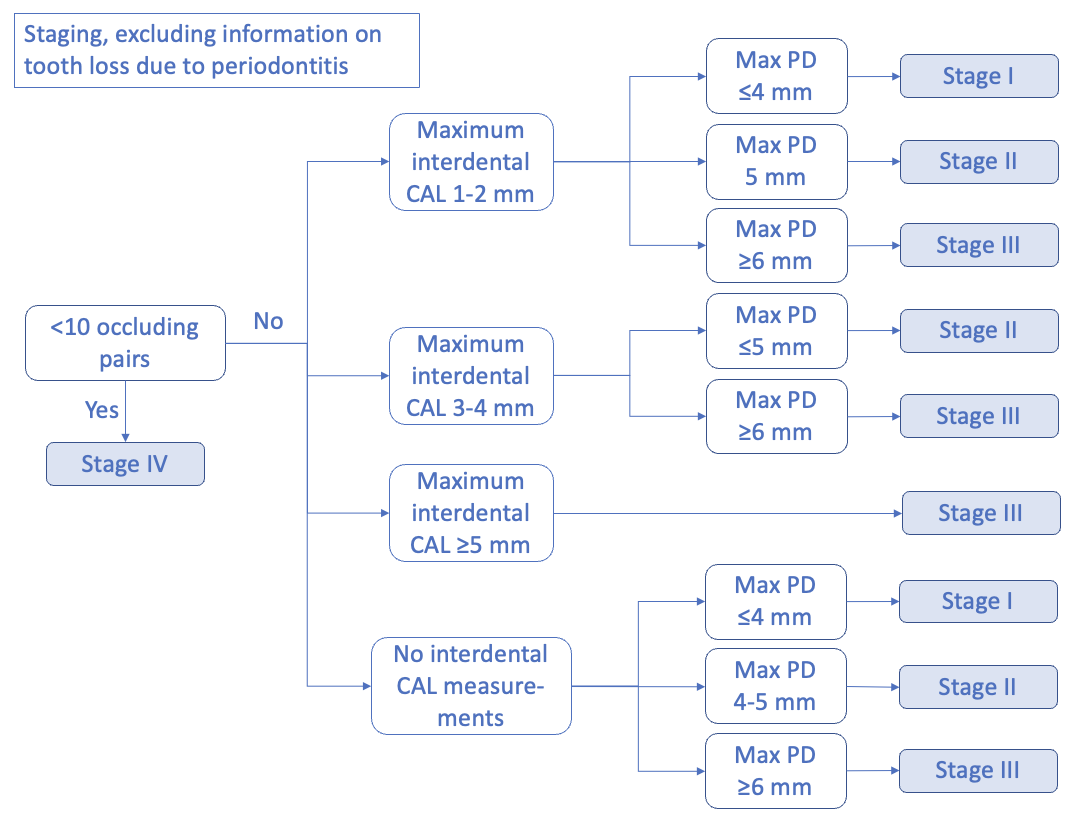 Staging, excluding information on
tooth loss due to periodontitis
<10 occluding
pairs
Yes
Stage IV
No
Maximum
interdental
CAL 1-2 mm
Max PD
≤4 mm
Stage I
Max PD
5 mm
Stage II
Max PD
≥6 mm
Stage III
Maximum
interdental
CAL 3-4 mm
Max PD
≤5 mm
Stage II
Max PD
≥6 mm
Stage III
Maximum
interdental
CAL ≥5 mm
Stage III
No interdental
CAL measure-
ments
Max PD
≤4 mm
Stage I
Max PD
4-5 mm
Stage II
Max PD
≥6 mm
Stage III